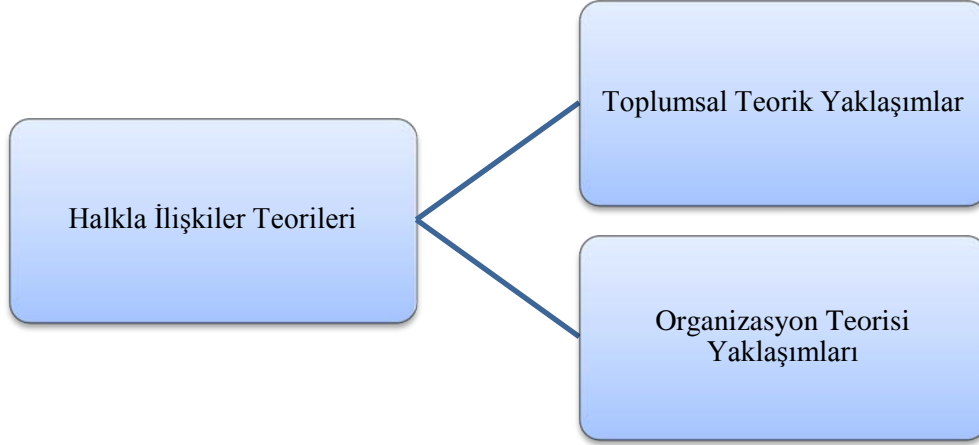 Halkla İlişkiler Teorileri
Toplumsal Teorik Yaklaşımlar
Organizasyon Teorisi
Yaklaşımları